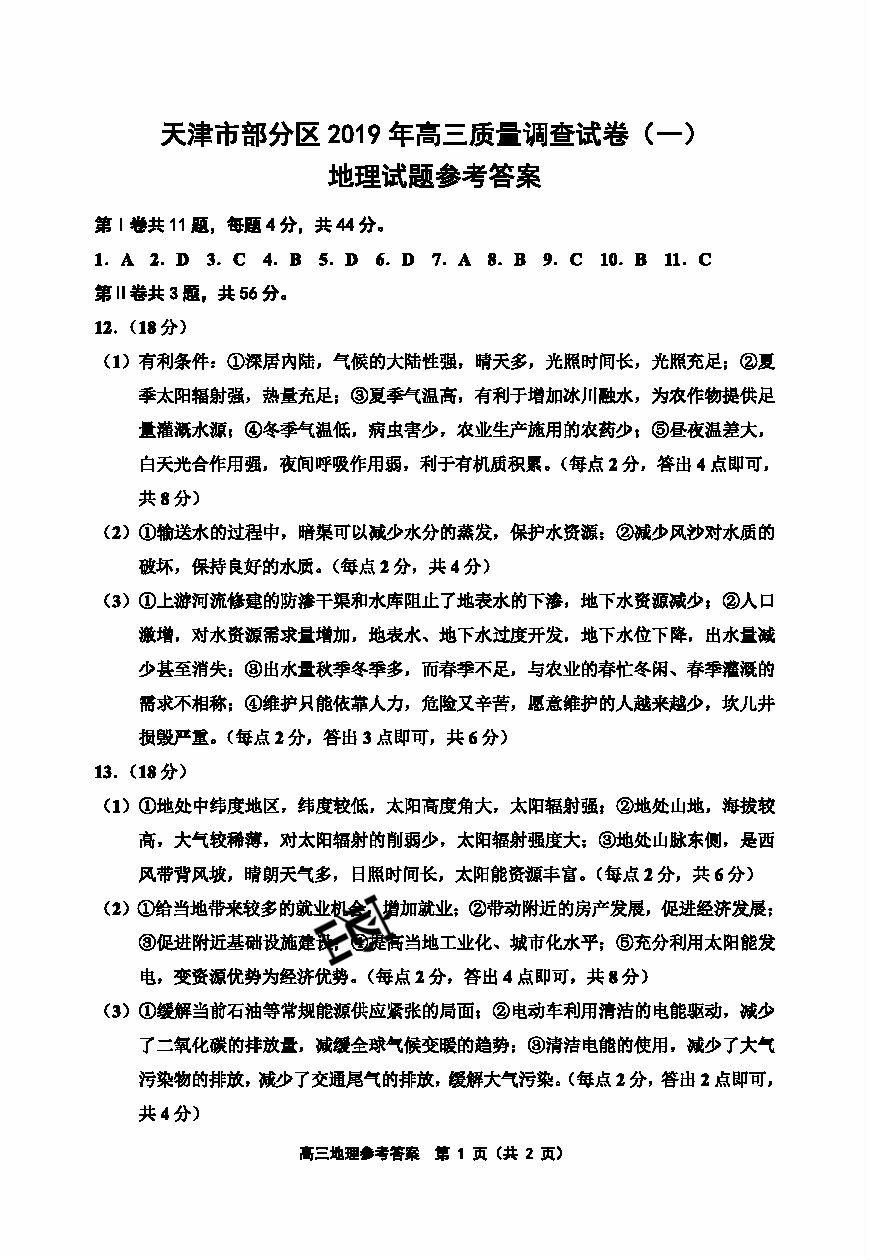 天津市部分区 2019 年高三质量调查试卷（一）
地理试题参考答案
第Ⅰ卷共 11 题，每题 4 分，共 44 分。
1．A 2．D 3．C 4．B 5．D 6．D 7．A 8．B 9．C 10．B 11．C
第Ⅱ卷共 3 题，共 56 分。
12．（18 分）
（1）有利条件：①深居内陆，气候的大陆性强，晴天多，光照时间长，光照充足；②夏
季太阳辐射强，热量充足；③夏季气温高，有利于增加冰川融水，为农作物提供足
量灌溉水源；④冬季气温低，病虫害少，农业生产施用的农药少；⑤昼夜温差大，
白天光合作用强，夜间呼吸作用弱，利于有机质积累。（每点 2 分，答出 4 点即可，
共 8 分）
（2）①输送水的过程中，暗渠可以减少水分的蒸发，保护水资源；②减少风沙对水质的
破坏，保持良好的水质。（每点 2 分，共 4 分）
（3）①上游河流修建的防渗干渠和水库阻止了地表水的下渗，地下水资源减少；②人口
激增，对水资源需求量增加，地表水、地下水过度开发，地下水位下降，出水量减
少甚至消失；③出水量秋季冬季多，而春季不足，与农业的春忙冬闲、春季灌溉的
需求不相称；④维护只能依靠人力，危险又辛苦，愿意维护的人越来越少，坎儿井
损毁严重。（每点 2 分，答出 3 点即可，共 6 分）
13．（18 分）
（1）①地处中纬度地区，纬度较低，太阳高度角大，太阳辐射强；②地处山地，海拔较
高，大气较稀薄，对太阳辐射的削弱少，太阳辐射强度大；③地处山脉东侧，是西
风带背风坡，晴朗天气多，日照时间长，太阳能资源丰富。（每点 2 分，共 6 分）
（2）①给当地带来较多的就业机会，增加就业；②带动附近的房产发展，促进经济发展；
③促进附近基础设施建设；④提高当地工业化、城市化水平；⑤充分利用太阳能发
电，变资源优势为经济优势。（每点 2 分，答出 4 点即可，共 8 分）
（3）①缓解当前石油等常规能源供应紧张的局面；②电动车利用清洁的电能驱动，减少
了二氧化碳的排放量，减缓全球气候变暖的趋势；③清洁电能的使用，减少了大气
污染物的排放，减少了交通尾气的排放，缓解大气污染。（每点 2 分，答出 2 点即可，
共 4 分）
高三地理参考答案 第 1 页（共 2 页）